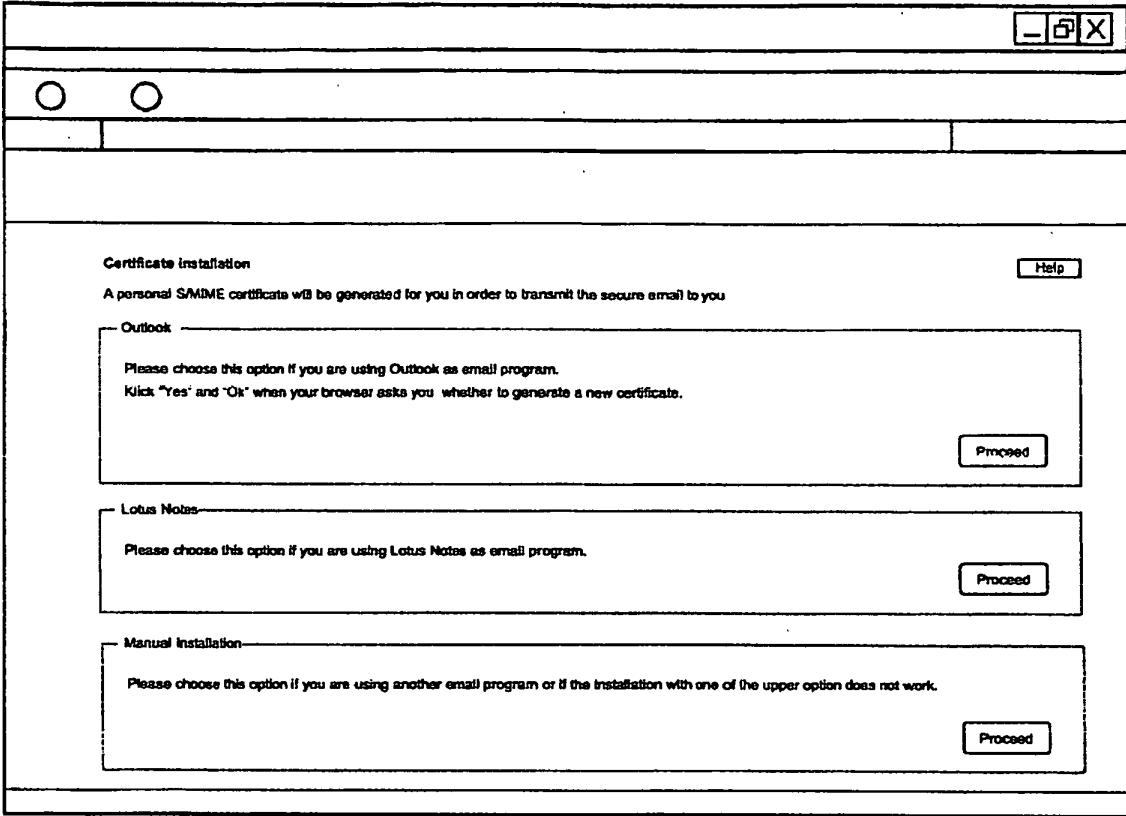 Certificate installation
Help
A personal S/MIME certificate will be generated for you in order to transmit the secure email to you
Outlook
Please choose this option if you are using Outlook as email program.
Klick "Yes" and "Ok" when your browser asks you whether to generate a new certificate.
Proceed
Lotus Notes
Please choose this option if you are using Lotus Notes as email program.
Proceed
Manual Installation
Please choose this option if you are using another email program or if the installation with one of the upper option does not work.
Proceed